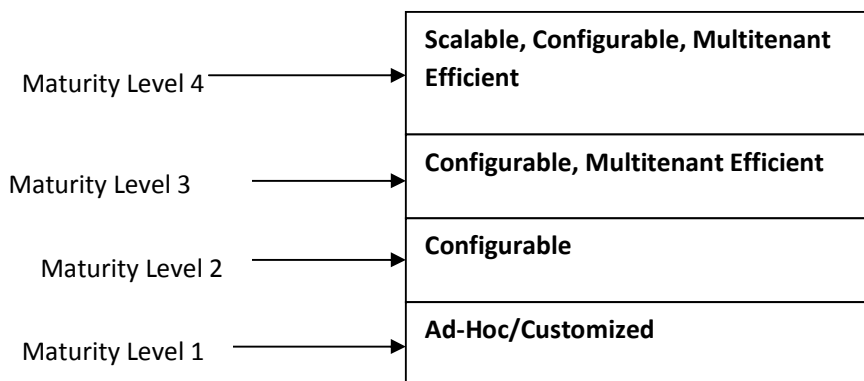 Maturity Level 4
Scalable, Configurable, Multitenant
Efficient
Maturity Level 3
Configurable, Multitenant Efficient
Maturity Level 2
Configurable
Maturity Level 1
Ad-Hoc/Customized